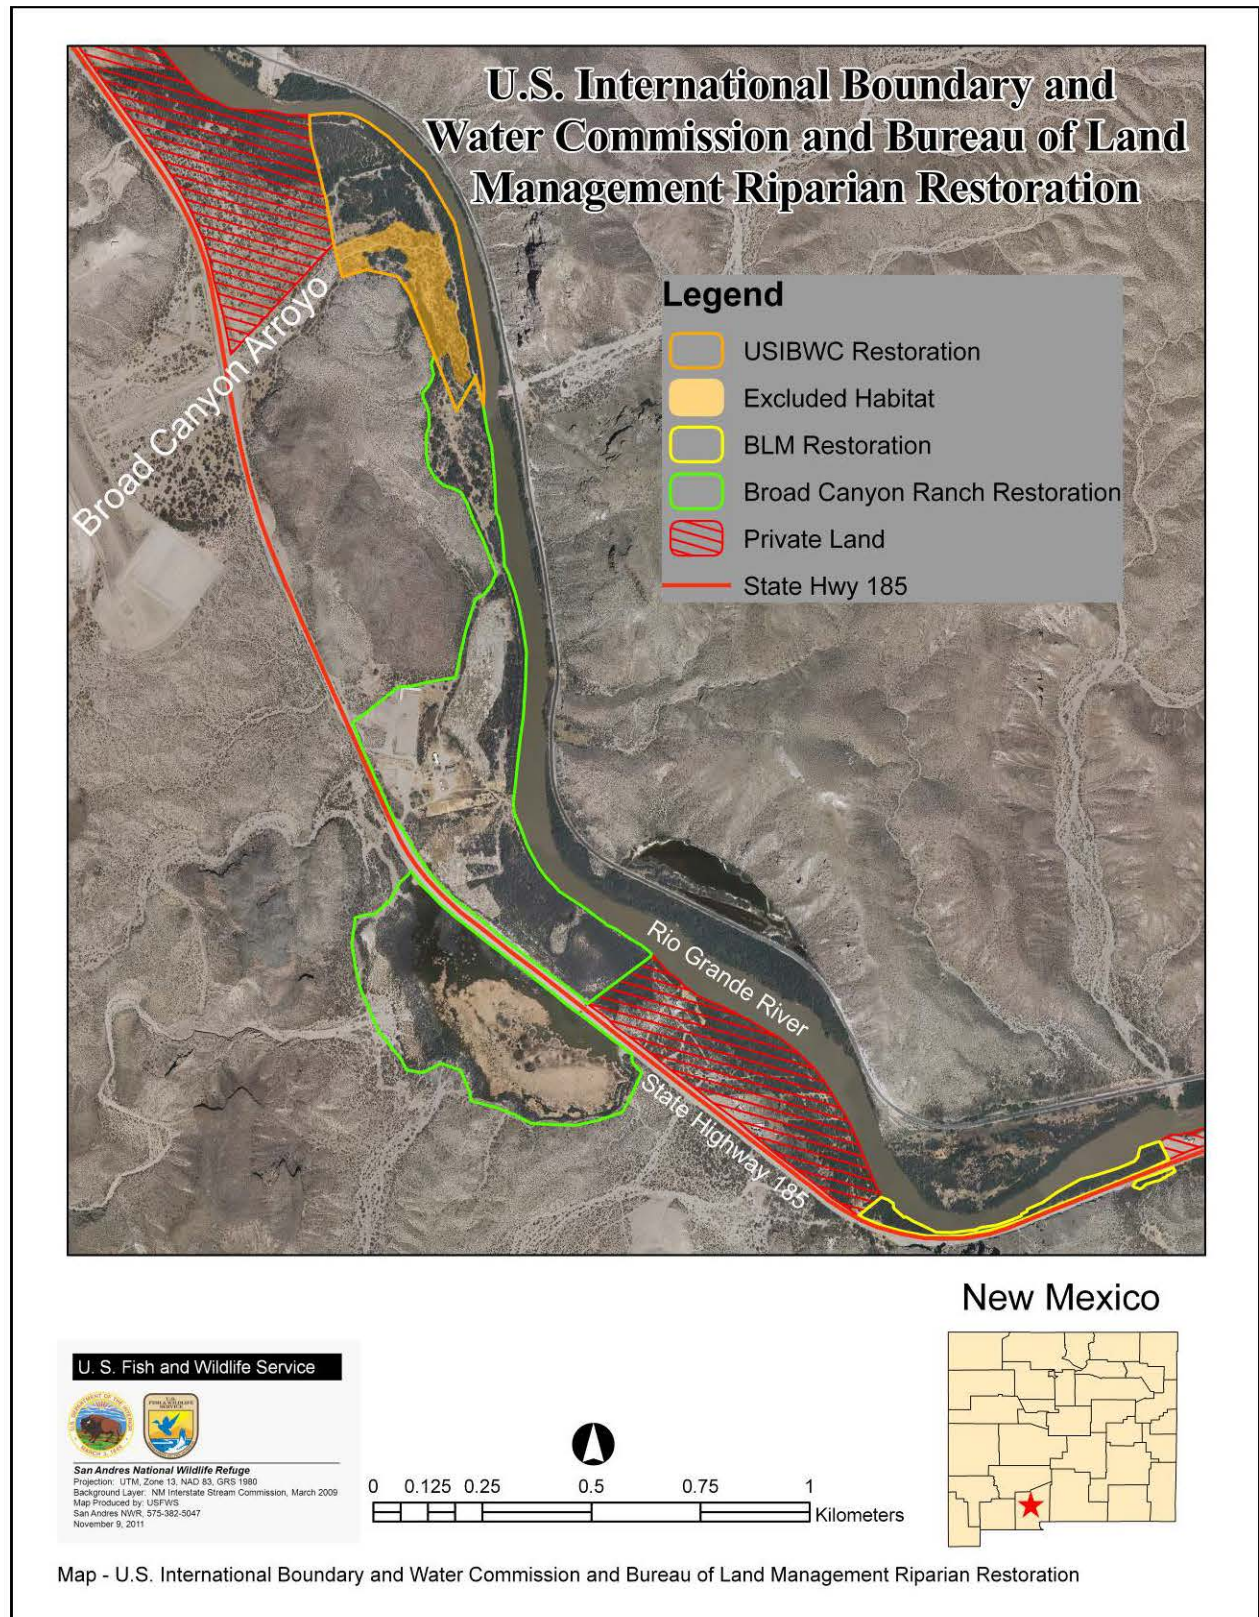 U.S. International Boundary and
Water Commission and Bureau of Land
Management Riparian Restoration
Legend
USIBWC Restoration
Excluded Habitat
BLM Restoration
Broad Canyon Ranch Restoration
Private Land
State Hwy 185
Broad Canyon Arroyo
Rio Grande River
State Highway 185
New Mexico
U. S. Fish and Wildlife Service
San Andres National Wildlife Refuge
Projection: UTM, Zone 13, NAD 83, GRS 1980
Background Layer: NM Interstate Stream Commission, March 2009
Map Produced by: USFWS
San Andres NWR, 575-382-5047
November 9, 2011
0 0.125 0.25 0.5 0.75 1
Kilometers
Map - U.S. International Boundary and Water Commission and Bureau of Land Management Riparian Restoration